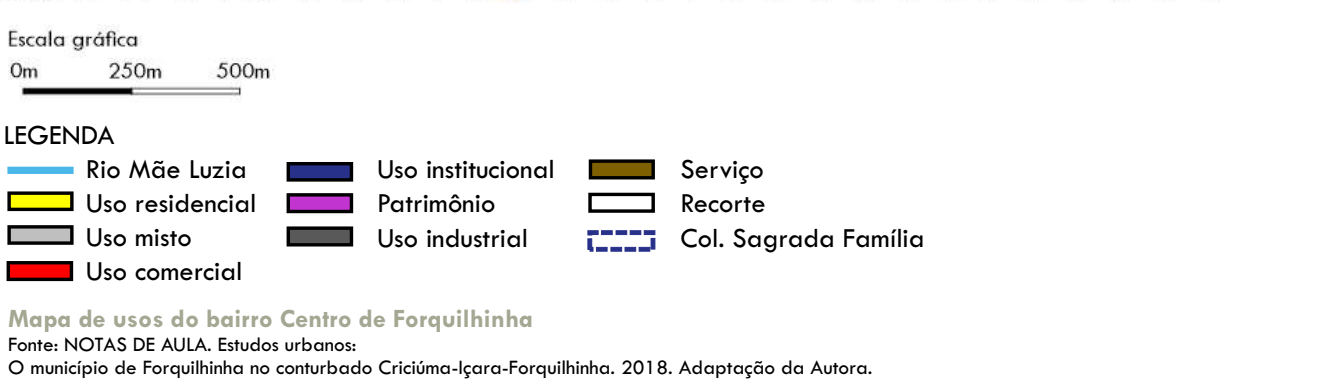 Escala gráfica
0m 250m 500m
LEGENDA
Rio Mãe Luzia Uso institucional Serviço
Uso residencial Patrimônio Recorte
Uso misto Uso industrial Col. Sagrada Família
Uso comercial
Mapa de usos do bairro Centro de Forquilhinha
Fonte: NOTAS DE AULA. Estudos urbanos:
O município de Forquilhinha no conturbado Criciúma-Içara-Forquilhinha. 2018. Adaptação da Autora.